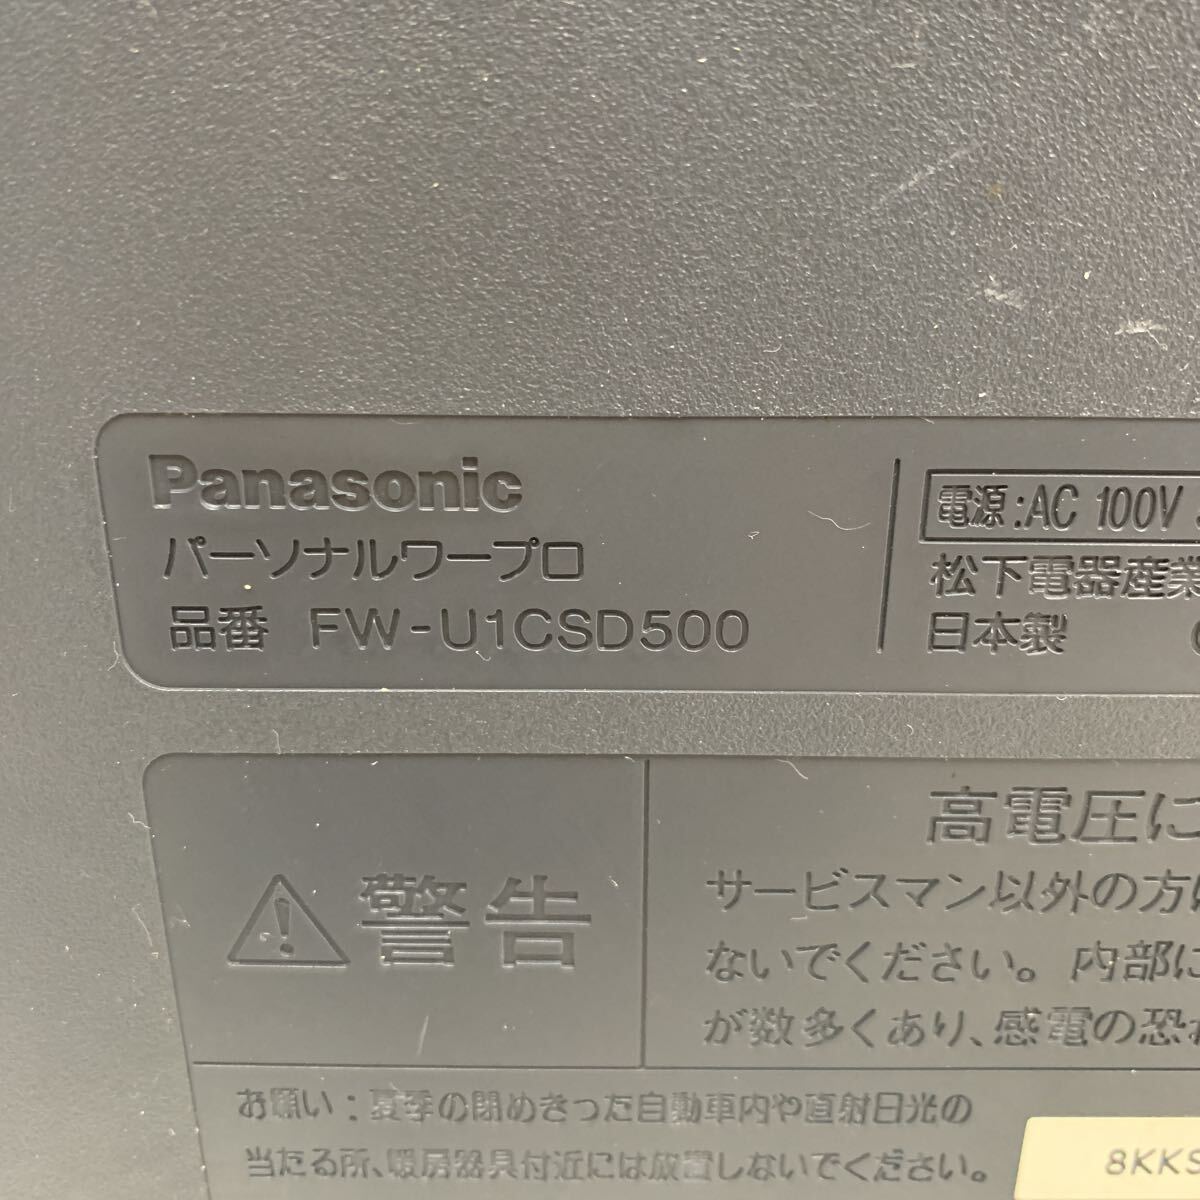 Panasonic
パーソナルワープロ
品番 FW-U1CSD500
電源:AC 100V
松下電器産業
日本製
警告
高電圧に
サービスマン以外の方は
ないでください。内部に
が数多くあり、感電の恐れ
お願い:夏季の閉めきった自動車内や直射日光の
当たる所、暖房器具付近には放置しないでください。
8KKS